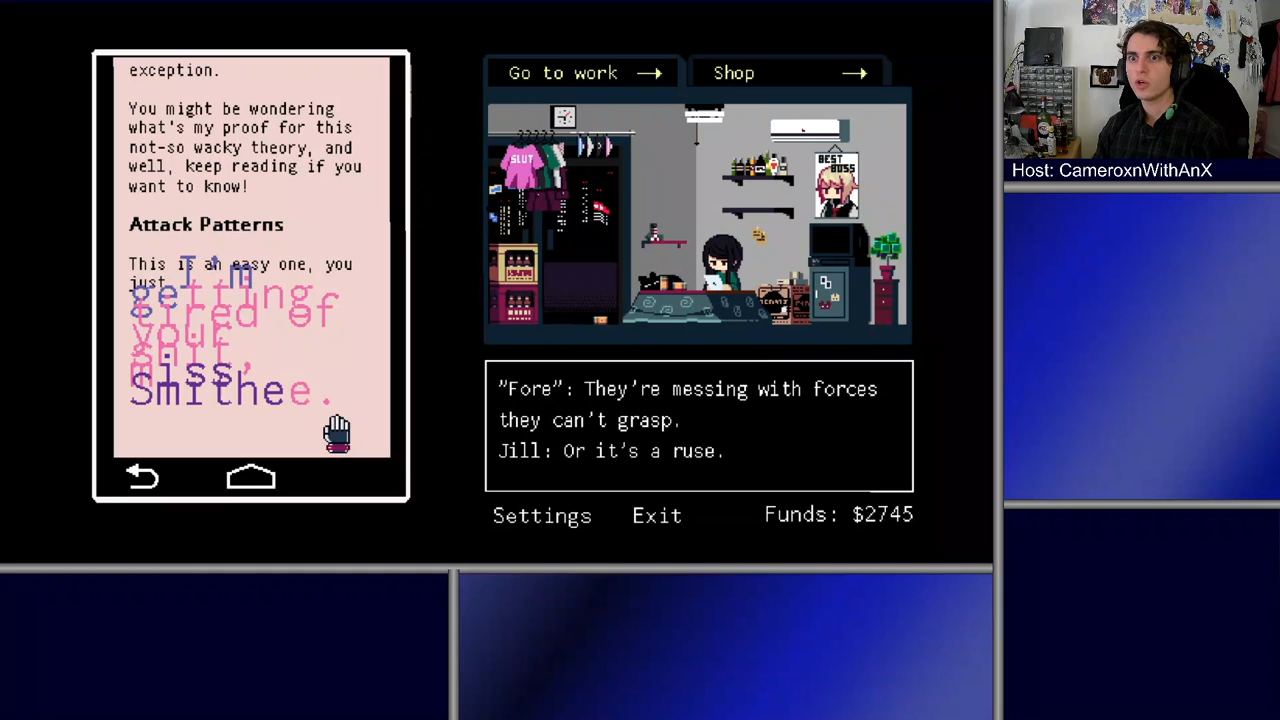 exception.
You might be wondering
what's my proof for this
not-so wacky theory, and
well, keep reading if you
want to know!
Attack Patterns
This is an easy one, you
just
I'm
getting
tired of
your
shit,
miss,
Smithee.
Go to work →
Shop →
SLUT
BEST
BOSS
"Fore": They're messing with forces
they can't grasp.
Jill: Or it's a ruse.
Settings
Exit
Funds: $2745
Host: CameroxnWithAnX